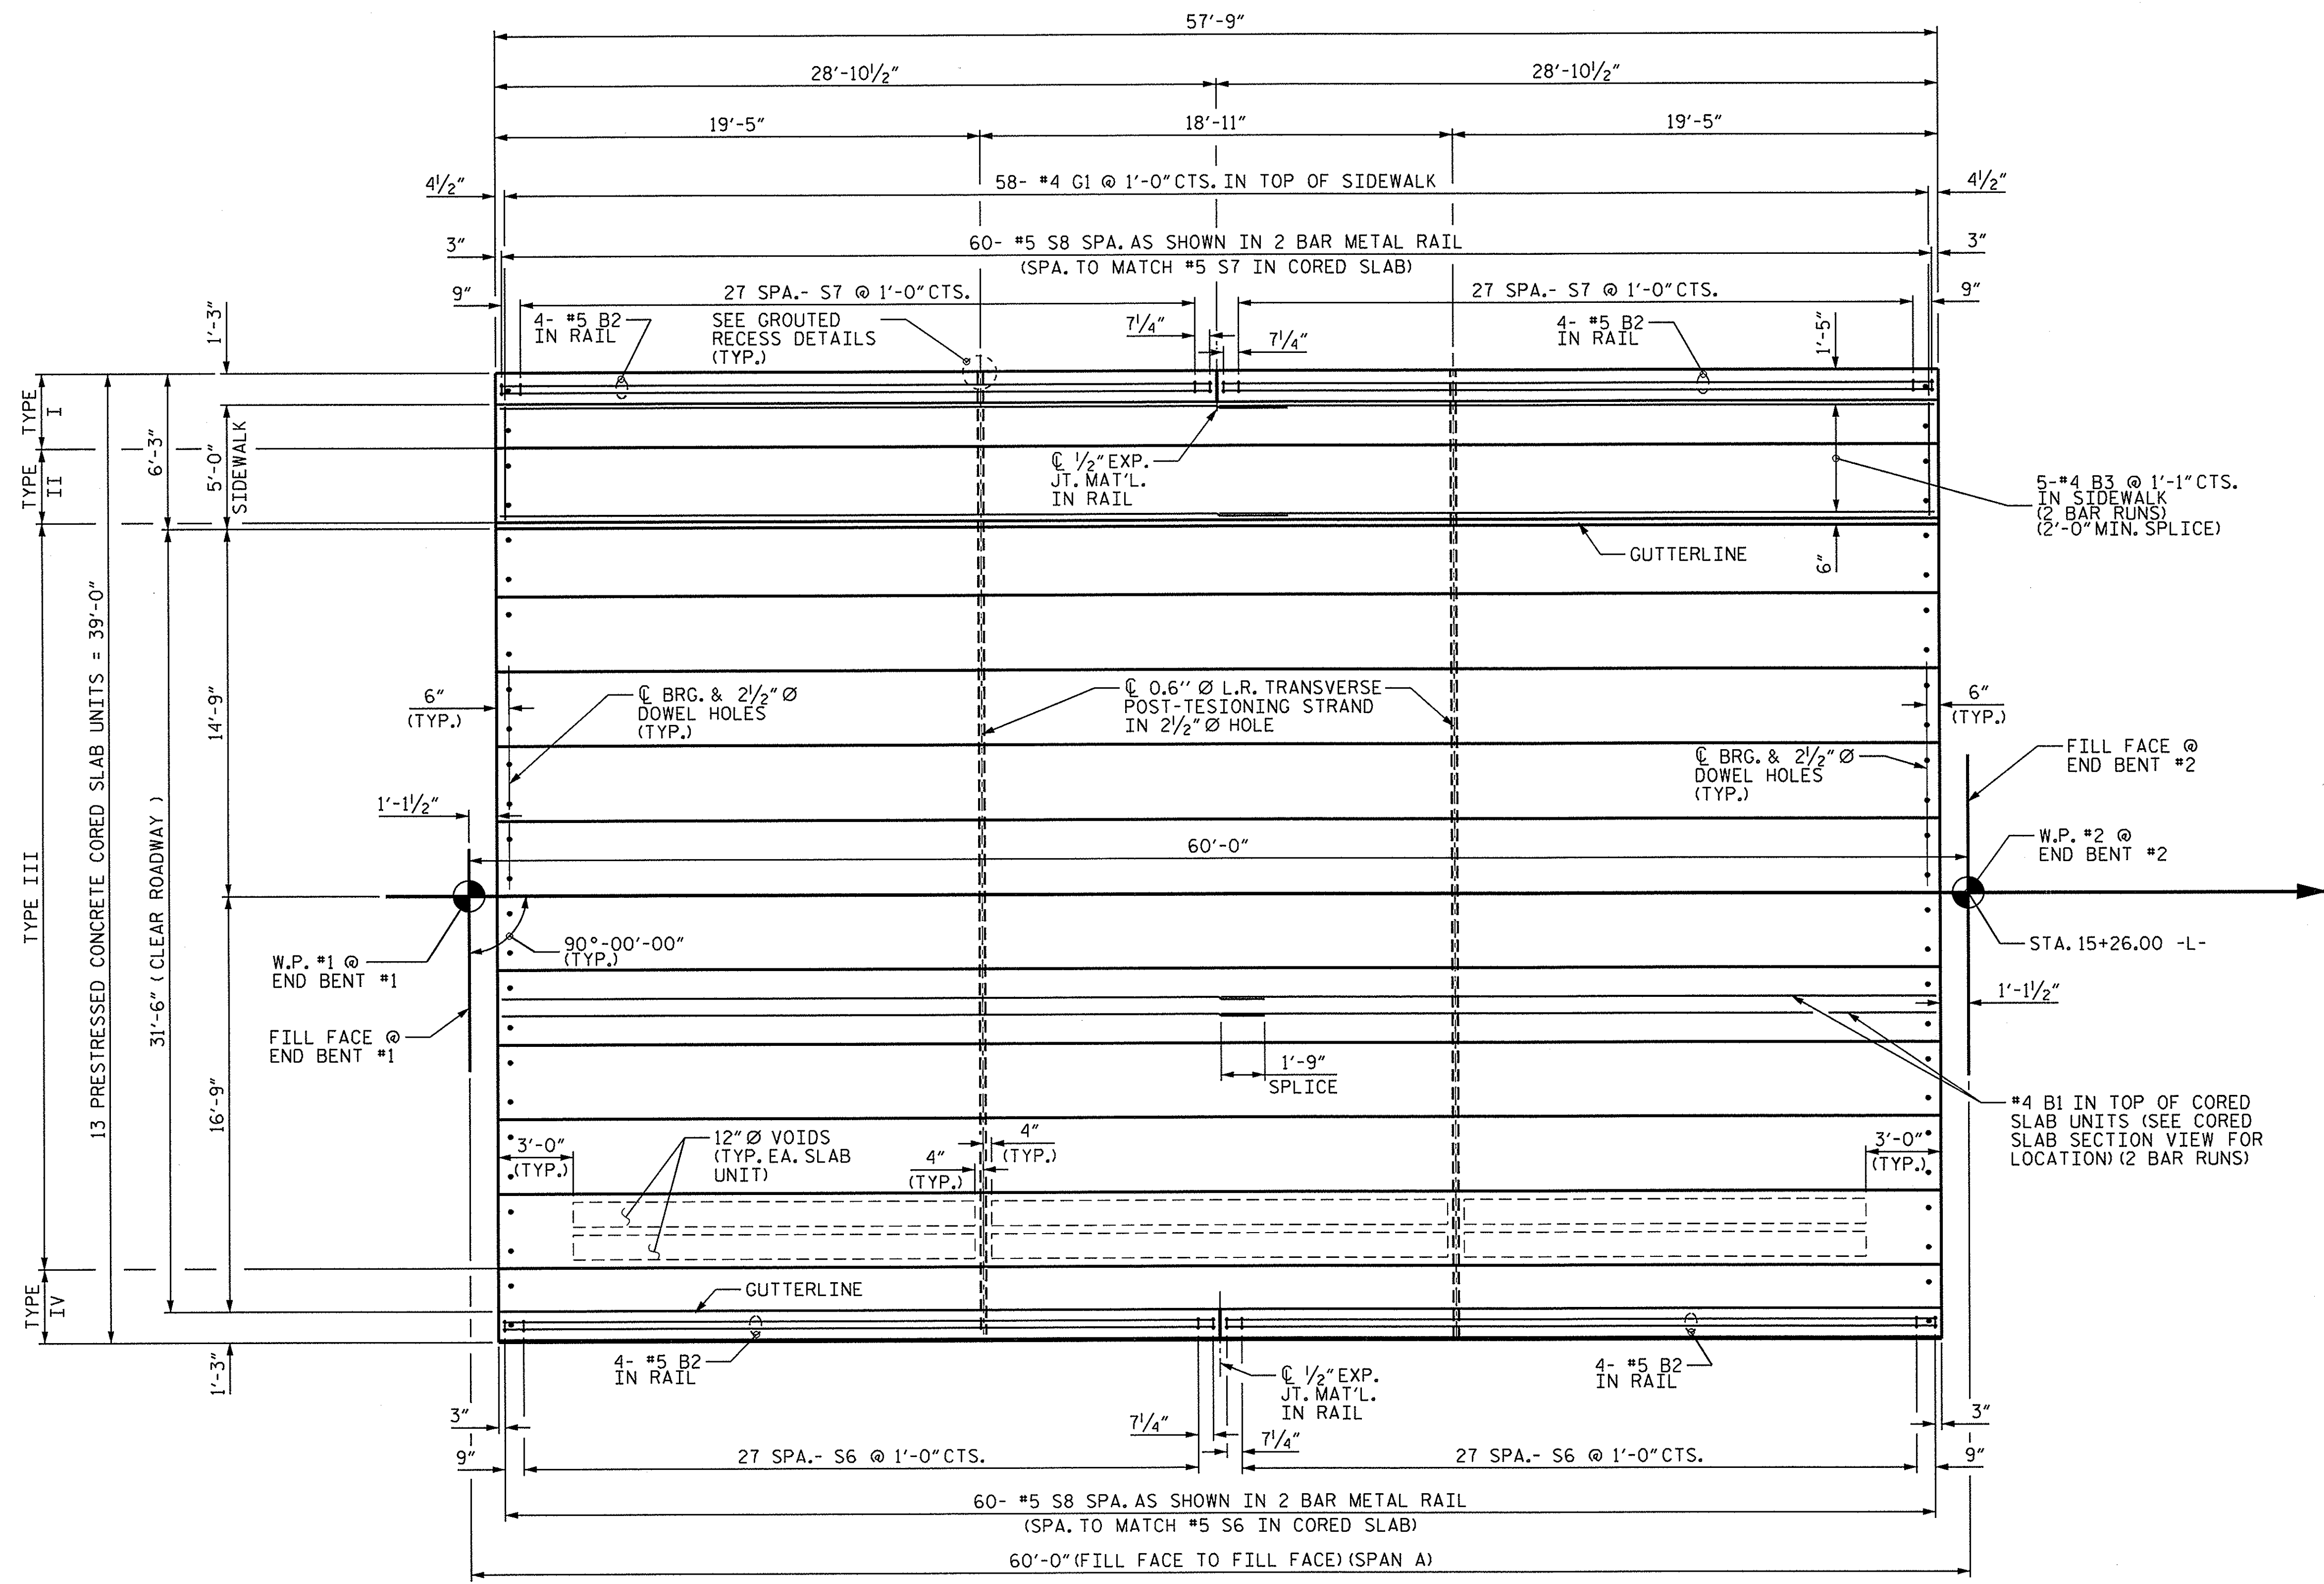 57'-9"
28'-10½"
28'-10½"
19'-5"
18'-11"
19'-5"
4½"
58- #4 G1 @ 1'-0" CTS. IN TOP OF SIDEWALK
4½"
3"
60- #5 S8 SPA. AS SHOWN IN 2 BAR METAL RAIL
(SPA. TO MATCH #5 S7 IN CORED SLAB)
3"
9"
27 SPA.- S7 @ 1'-0" CTS.
27 SPA.- S7 @ 1'-0" CTS.
9"
1'-3"
4- #5 B2
IN RAIL
SEE GROUTED
RECESS DETAILS
(TYP.)
7¼"
7¼"
4- #5 B2
IN RAIL
1'-5"
TYPE
I
TYPE
II
6'-3"
5'-0"
SIDEWALK
℄ ½" EXP.
JT. MAT'L.
IN RAIL
5-#4 B3 @ 1'-1" CTS.
IN SIDEWALK
(2 BAR RUNS)
(2'-0" MIN. SPLICE)
GUTTERLINE
6"
TYPE III
13 PRESTRESSED CONCRETE CORED SLAB UNITS = 39'-0"
31'-6" ( CLEAR ROADWAY )
14'-9"
6"
(TYP.)
℄ BRG. & 2½" Ø
DOWEL HOLES
(TYP.)
℄ 0.6'' Ø L.R. TRANSVERSE
POST-TESIONING STRAND
IN 2½" Ø HOLE
6"
(TYP.)
℄ BRG. & 2½" Ø
DOWEL HOLES
(TYP.)
FILL FACE @
END BENT #2
1'-1½"
60'-0"
W.P. #2 @
END BENT #2
90°-00'-00"
(TYP.)
W.P. #1 @
END BENT #1
STA. 15+26.00 -L-
FILL FACE @
END BENT #1
1'-1½"
16'-9"
1'-9"
SPLICE
#4 B1 IN TOP OF CORED
SLAB UNITS (SEE CORED
SLAB SECTION VIEW FOR
LOCATION) (2 BAR RUNS)
3'-0"
(TYP.)
12" Ø VOIDS
(TYP. EA. SLAB
UNIT)
4"
(TYP.)
4"
(TYP.)
3'-0"
(TYP.)
TYPE
IV
GUTTERLINE
1'-3"
4- #5 B2
IN RAIL
℄ ½" EXP.
JT. MAT'L.
IN RAIL
4- #5 B2
IN RAIL
3"
7¼"
7¼"
3"
9"
27 SPA.- S6 @ 1'-0" CTS.
27 SPA.- S6 @ 1'-0" CTS.
9"
60- #5 S8 SPA. AS SHOWN IN 2 BAR METAL RAIL
(SPA. TO MATCH #5 S6 IN CORED SLAB)
60'-0" (FILL FACE TO FILL FACE) (SPAN A)